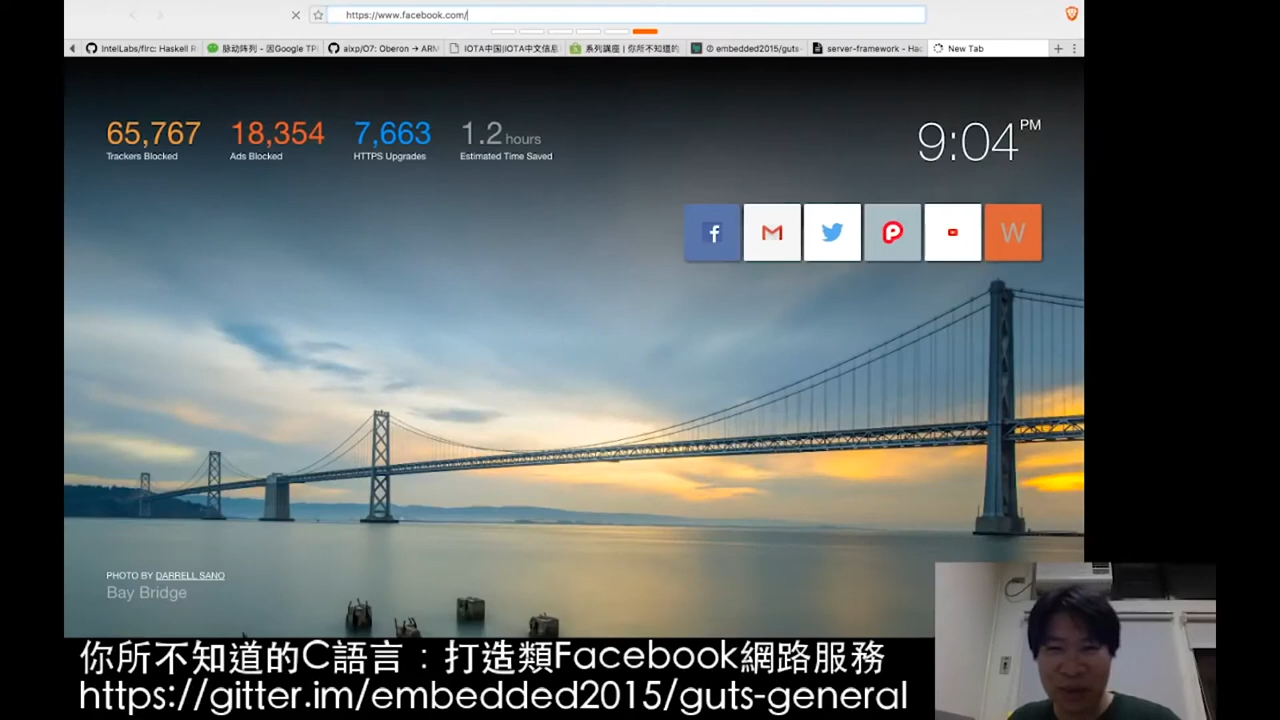 https://www.facebook.com/
IntelLabs/flrc: Haskell R
脉动阵列 - 因Google TP
aixp/O7: Oberon → ARM
IOTA中国|IOTA中文信息
系列講座 | 你所不知道的
embedded2015/guts-
server-framework - Hac
New Tab
65,767 18,354 7,663 1.2 hours
Trackers Blocked Ads Blocked HTTPS Upgrades Estimated Time Saved
9:04 PM
W
PHOTO BY DARRELL SANO
Bay Bridge
你所不知道的C語言：打造類Facebook網路服務
https://gitter.im/embedded2015/guts-general